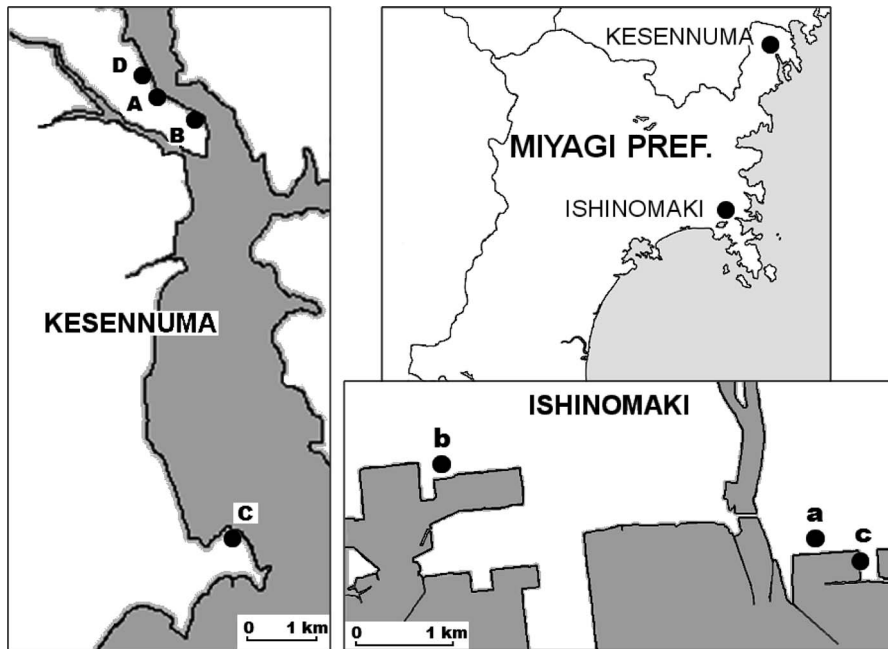 D
A
B
KESENNUMA
C
0 1 km
KESENNUMA
MIYAGI PREF.
ISHINOMAKI
ISHINOMAKI
b
a
c
0 1 km